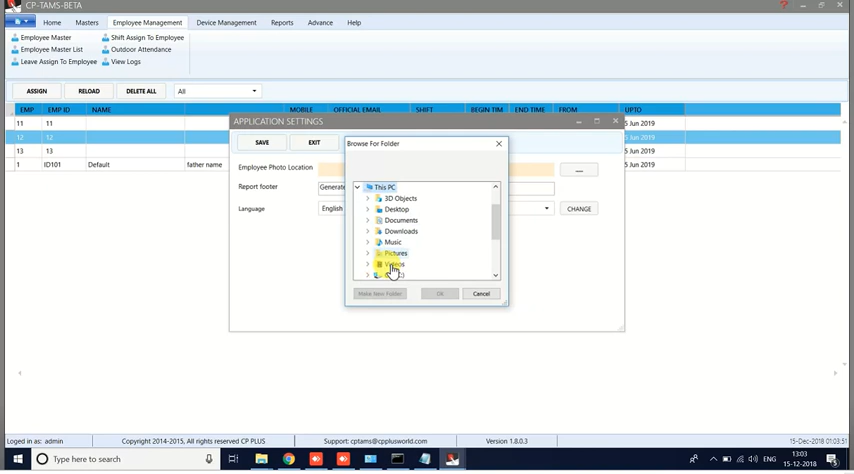 CP-TAMS-BETA
Home Masters Employee Management Device Management Reports Advance Help
Employee Master Shift Assign To Employee
Employee Master List Outdoor Attendance
Leave Assign To Employee View Logs
ASSIGN RELOAD DELETE ALL All
EMP EMP ID NAME MOBILE OFFICIAL EMAIL SHIFT BEGIN TIM END TIME FROM UPTO
11 11 5 Jun 2019
12 12 5 Jun 2019
13 13 5 Jun 2019
1 ID101 Default father name 5 Jun 2019
APPLICATION SETTINGS
SAVE EXIT
Employee Photo Location ...
Report footer Generate
Language English CHANGE
Browse For Folder
This PC
3D Objects
Desktop
Documents
Downloads
Music
Pictures
Videos
Make New Folder OK Cancel
Logged in as: admin Copyright 2014-2015, All rights reserved CP PLUS Support: cptams@cpplusworld.com Version 1.8.0.3 15-Dec-2018 01:03:51
Type here to search ENG 13:03
15-12-2018